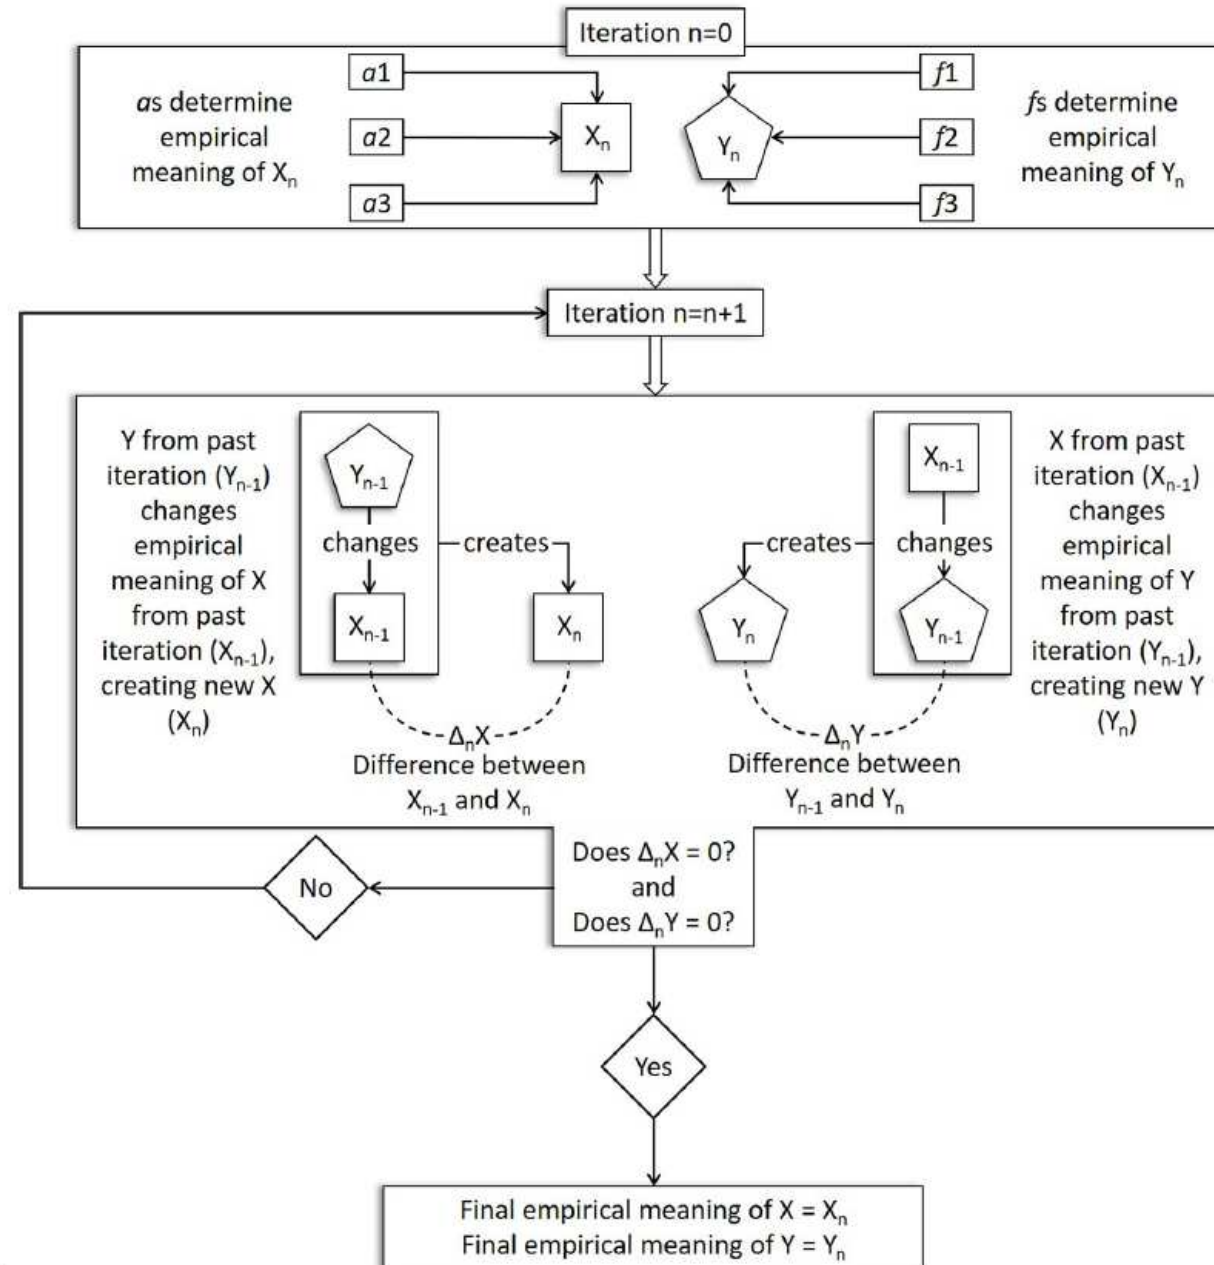 Iteration n=0
as determine
empirical
meaning of Xn
a1
a2
a3
Xn
Yn
f1
f2
f3
fs determine
empirical
meaning of Yn
Iteration n=n+1
Y from past
iteration (Yn-1)
changes
empirical
meaning of X
from past
iteration (Xn-1),
creating new X
(Xn)
Yn-1
changes
Xn-1
creates
Xn
creates
Yn
Xn-1
changes
Yn-1
X from past
iteration (Xn-1)
changes
empirical
meaning of Y
from past
iteration (Yn-1),
creating new Y
(Yn)
ΔnX
Difference between
Xn-1 and Xn
ΔnY
Difference between
Yn-1 and Yn
Does ΔnX = 0?
and
Does ΔnY = 0?
No
Yes
Final empirical meaning of X = Xn
Final empirical meaning of Y = Yn